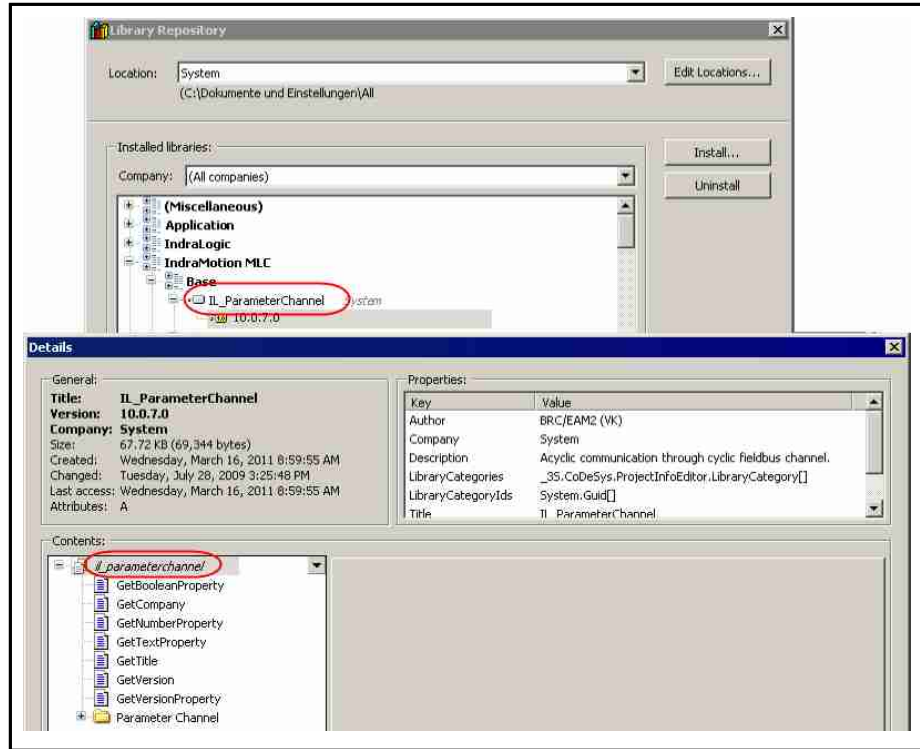 Library Repository
Location: System Edit Locations...
(C:\Dokumente und Einstellungen\All
Installed libraries:
Install...
Company: (All companies)
Uninstall
(Miscellaneous)
Application
IndraLogic
IndraMotion MLC
Base
IL_ParameterChannel System
10.0.7.0
Details
General:
Title: IL_ParameterChannel
Version: 10.0.7.0
Company: System
Size: 67.72 KB (69,344 bytes)
Created: Wednesday, March 16, 2011 8:59:55 AM
Changed: Tuesday, July 28, 2009 3:25:48 PM
Last access: Wednesday, March 16, 2011 8:59:55 AM
Attributes: A
Properties:
Key Value
Author BRC/EAM2 (VK)
Company System
Description Acyclic communication through cyclic fieldbus channel.
LibraryCategories _3S.CoDeSys.ProjectInfoEditor.LibraryCategory[]
LibraryCategoryIds System.Guid[]
Title IL_ParameterChannel
Contents:
il_parameterchannel
GetBooleanProperty
GetCompany
GetNumberProperty
GetTextProperty
GetTitle
GetVersion
GetVersionProperty
Parameter Channel